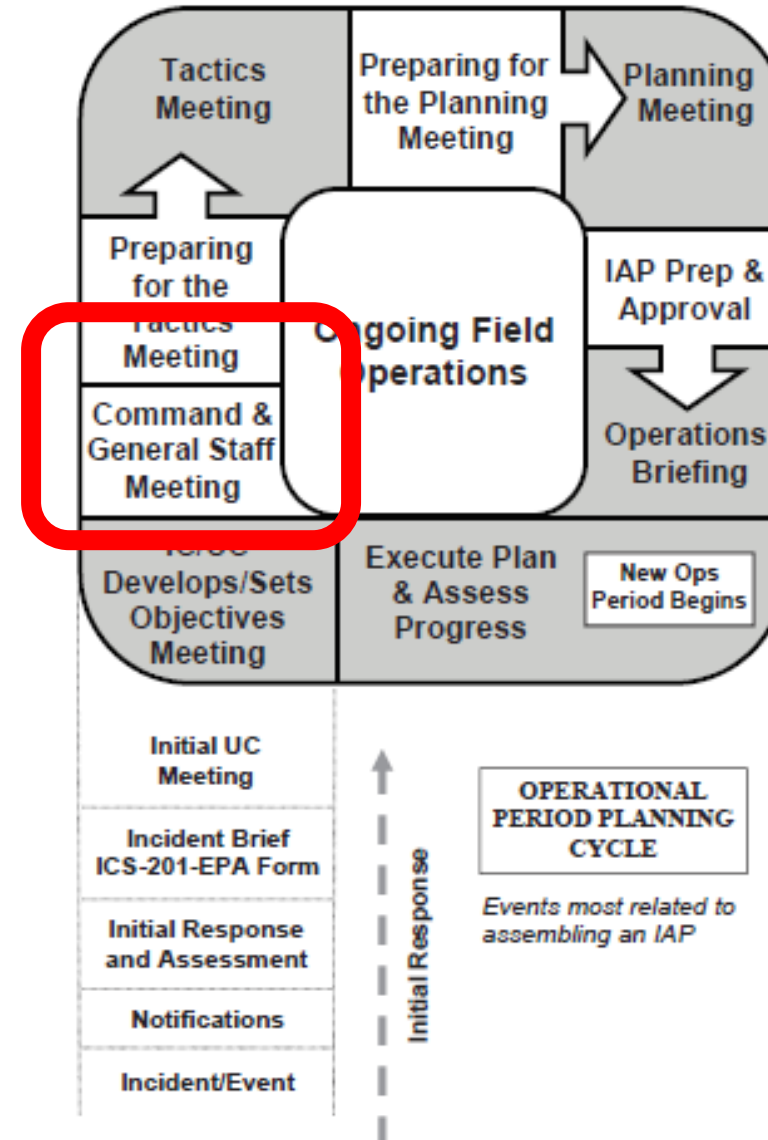 Tactics
Meeting
Preparing for
the Planning
Meeting
Planning
Meeting
Preparing
for the
Tactics
Meeting
Ongoing Field
Operations
IAP Prep &
Approval
Command &
General Staff
Meeting
Operations
Briefing
IC/UC
Develops/Sets
Objectives
Meeting
Execute Plan
& Assess
Progress
New Ops
Period Begins
Initial UC
Meeting
Incident Brief
ICS-201-EPA Form
Initial Response
and Assessment
Notifications
Incident/Event
Initial Response
OPERATIONAL
PERIOD PLANNING
CYCLE
Events most related to
assembling an IAP